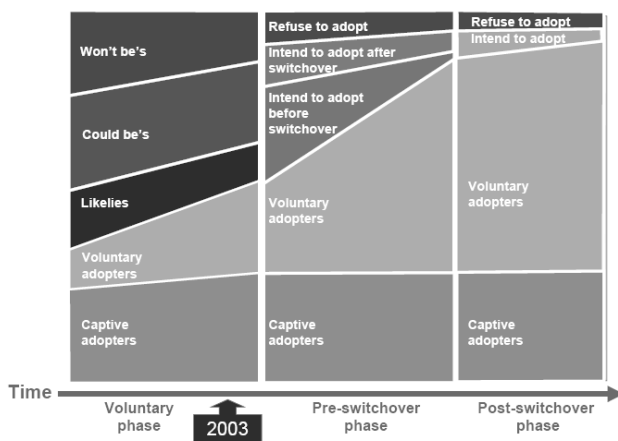 Won't be's
Could be's
Likelies
Voluntary
adopters
Captive
adopters
Refuse to adopt
Intend to adopt after
switchover
Intend to adopt
before
switchover
Voluntary
adopters
Captive
adopters
Refuse to adopt
Intend to adopt
Voluntary
adopters
Captive
adopters
Time
Voluntary
phase
2003
Pre-switchover
phase
Post-switchover
phase